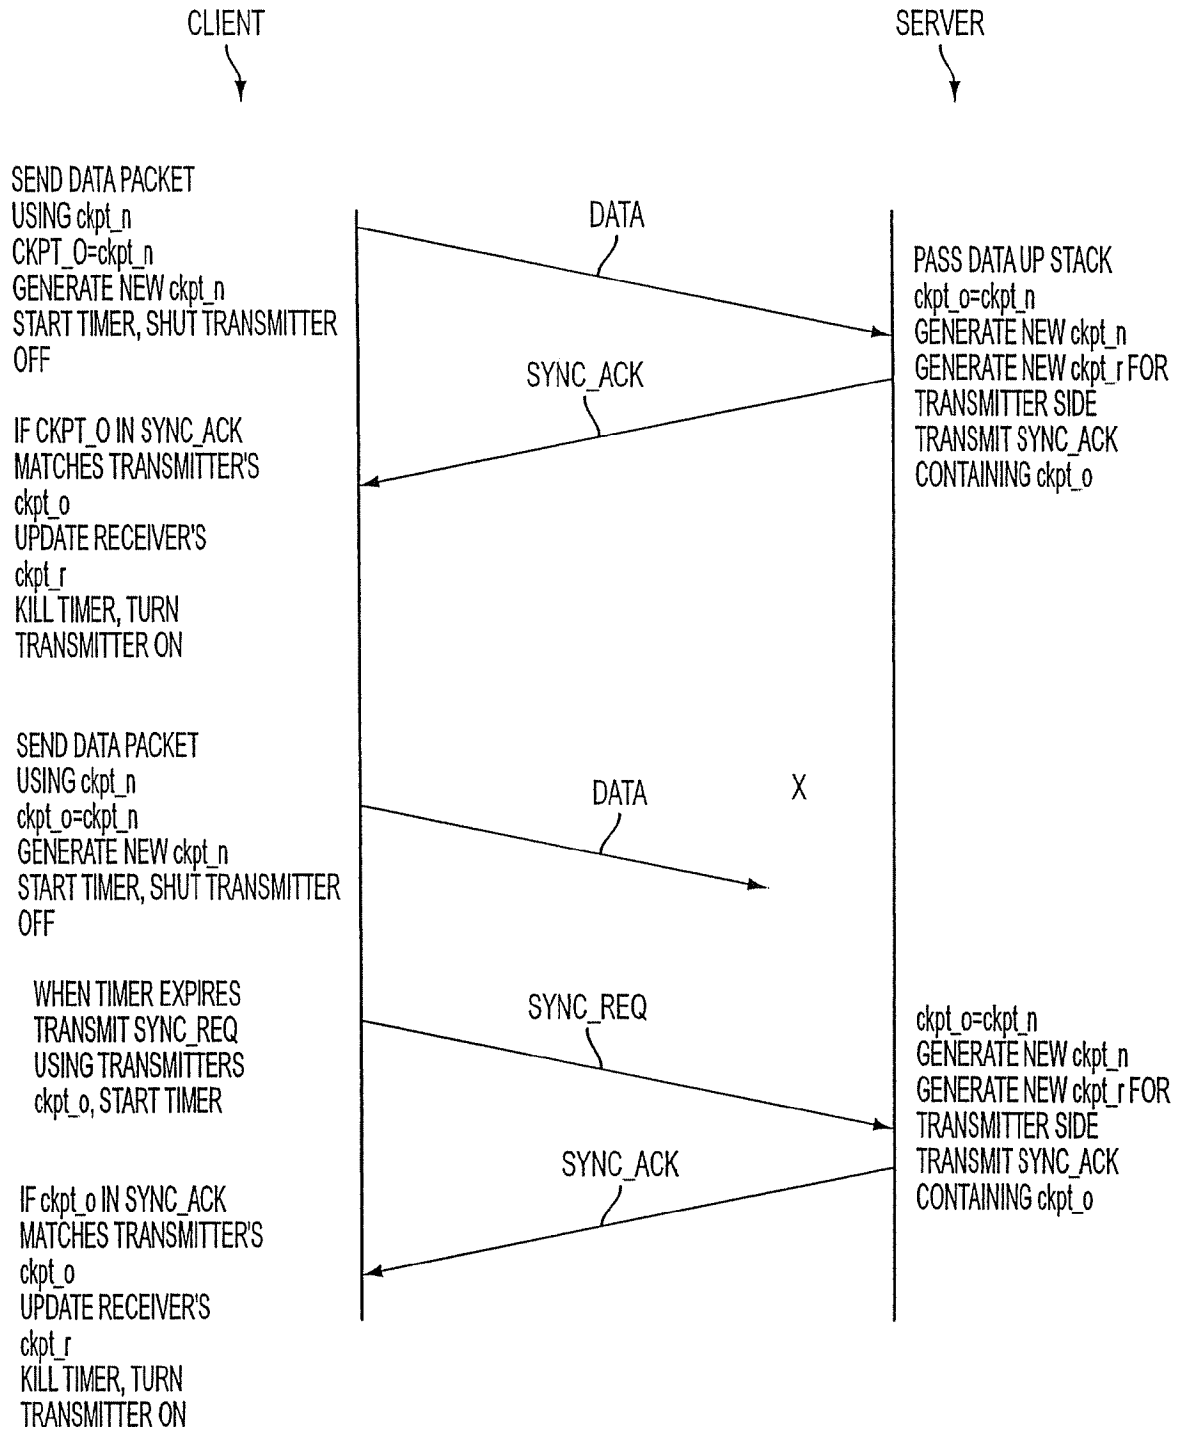 CLIENT
SERVER
SEND DATA PACKET
USING ckpt_n
CKPT_O=ckpt_n
GENERATE NEW ckpt_n
START TIMER, SHUT TRANSMITTER
OFF
DATA
PASS DATA UP STACK
ckpt_o=ckpt_n
GENERATE NEW ckpt_n
GENERATE NEW ckpt_r FOR
TRANSMITTER SIDE
TRANSMIT SYNC_ACK
CONTAINING ckpt_o
SYNC_ACK
IF CKPT_O IN SYNC_ACK
MATCHES TRANSMITTER'S
ckpt_o
UPDATE RECEIVER'S
ckpt_r
KILL TIMER, TURN
TRANSMITTER ON
SEND DATA PACKET
USING ckpt_n
ckpt_o=ckpt_n
GENERATE NEW ckpt_n
START TIMER, SHUT TRANSMITTER
OFF
DATA
X
WHEN TIMER EXPIRES
TRANSMIT SYNC_REQ
USING TRANSMITTERS
ckpt_o, START TIMER
SYNC_REQ
ckpt_o=ckpt_n
GENERATE NEW ckpt_n
GENERATE NEW ckpt_r FOR
TRANSMITTER SIDE
TRANSMIT SYNC_ACK
CONTAINING ckpt_o
SYNC_ACK
IF ckpt_o IN SYNC_ACK
MATCHES TRANSMITTER'S
ckpt_o
UPDATE RECEIVER'S
ckpt_r
KILL TIMER, TURN
TRANSMITTER ON